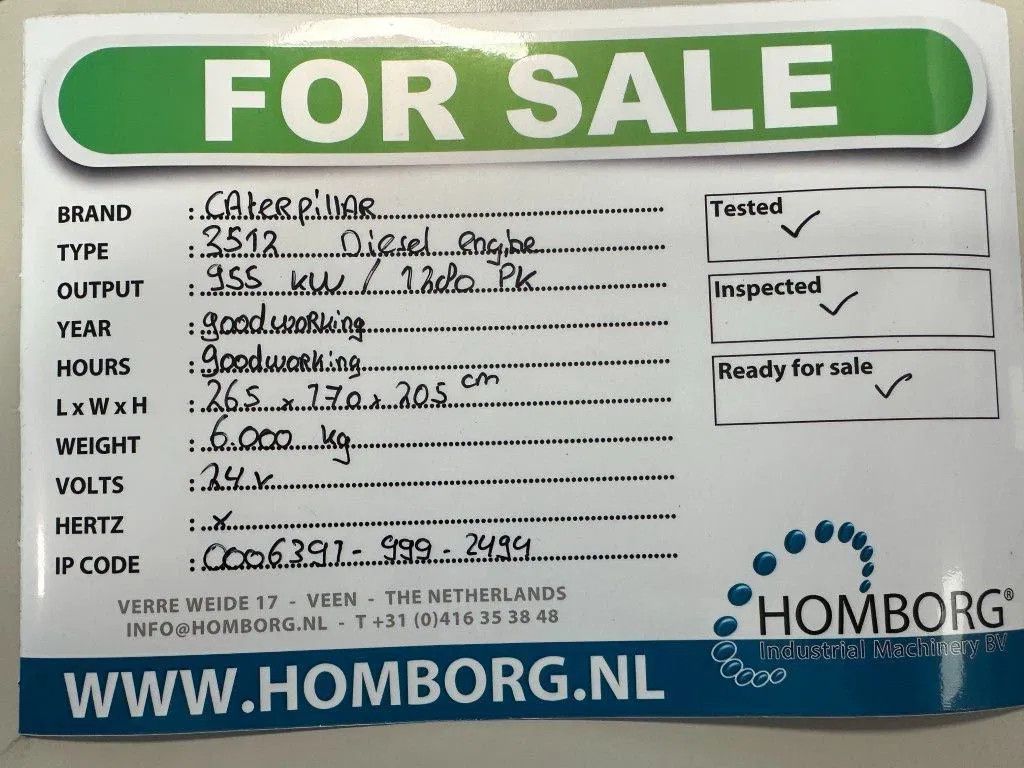 FOR SALE
BRAND : CAterpillAR
TYPE : 3512 Diesel engine
OUTPUT : 955 kW / 1280 PK
YEAR : goodworking
HOURS : goodworking
L x W x H : 265 x 170 x 205 cm
WEIGHT : 6.000 kg
VOLTS : 24 v
HERTZ : x
IP CODE : 0006391-999-2494
Tested ✓
Inspected ✓
Ready for sale ✓
VERRE WEIDE 17 - VEEN - THE NETHERLANDS
INFO@HOMBORG.NL - T +31 (0)416 35 38 48
HOMBORG®
Industrial Machinery BV
WWW.HOMBORG.NL